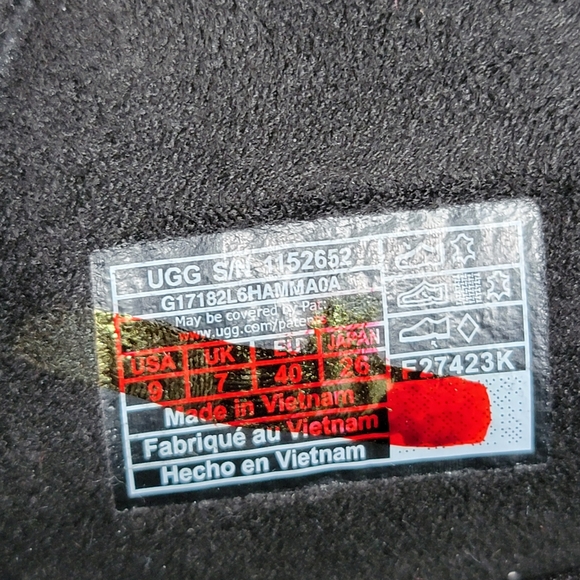 UGG S/N 1152652
G17182L6HAMMA0A
May be covered by Pat:
www.ugg.com/patents
USA UK EU JAPAN
9 7 40 26
F27423K
Made in Vietnam
Fabriqué au Vietnam
Hecho en Vietnam